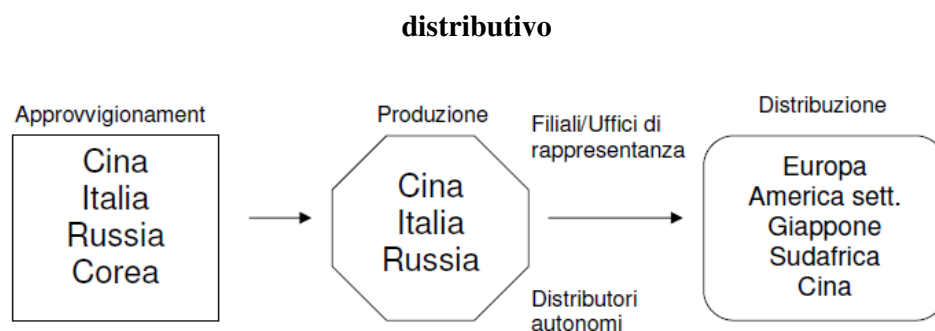 distributivo
Approvvigionament
Cina
Italia
Russia
Corea
Produzione
Cina
Italia
Russia
Filiali/Uffici di
rappresentanza
Distributori
autonomi
Distribuzione
Europa
America sett.
Giappone
Sudafrica
Cina